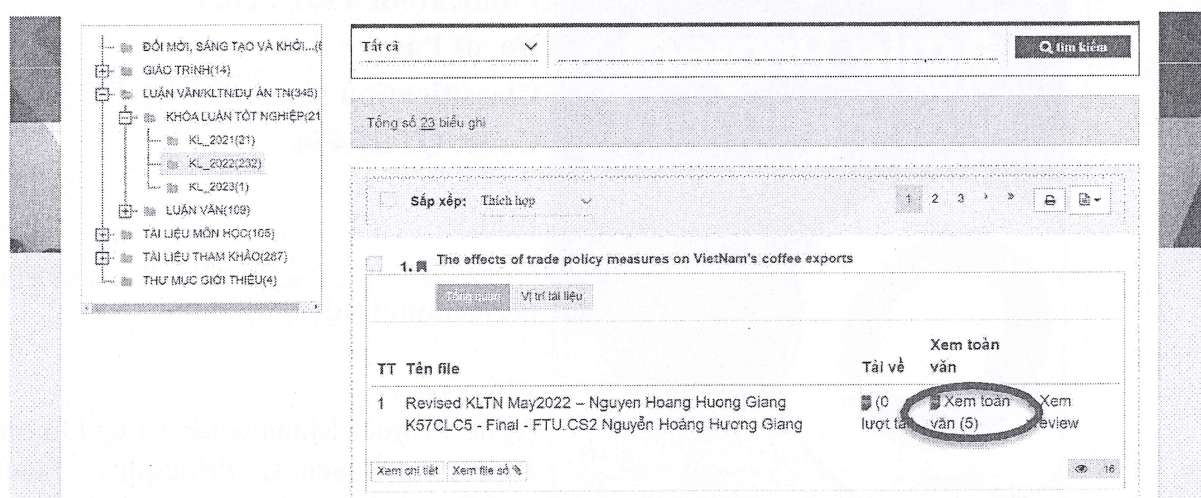 ĐỔI MỚI, SÁNG TẠO VÀ KHỞI...(6
GIÁO TRÌNH(14)
LUẬN VĂN/KLTN/DỰ ÁN TN(345)
KHÓA LUẬN TỐT NGHIỆP(21
KL_2021(21)
KL_2022(232)
KL_2023(1)
LUẬN VĂN(109)
TÀI LIỆU MÔN HỌC(105)
TÀI LIỆU THAM KHẢO(287)
THƯ MỤC GIỚI THIỆU(4)
Tất cả
tìm kiếm
Tổng số 23 biểu ghi
Sắp xếp: Thích hợp
1 2 3 › »
1. The effects of trade policy measures on VietNam's coffee exports
Vị trí tài liệu
TT Tên file Tải về Xem toàn văn
1 Revised KLTN May2022 – Nguyen Hoang Huong Giang
K57CLC5 - Final - FTU.CS2 Nguyễn Hoàng Hương Giang
(0
lượt tả
Xem toàn
văn (5)
Xem
review
Xem chi tiết Xem file số
16